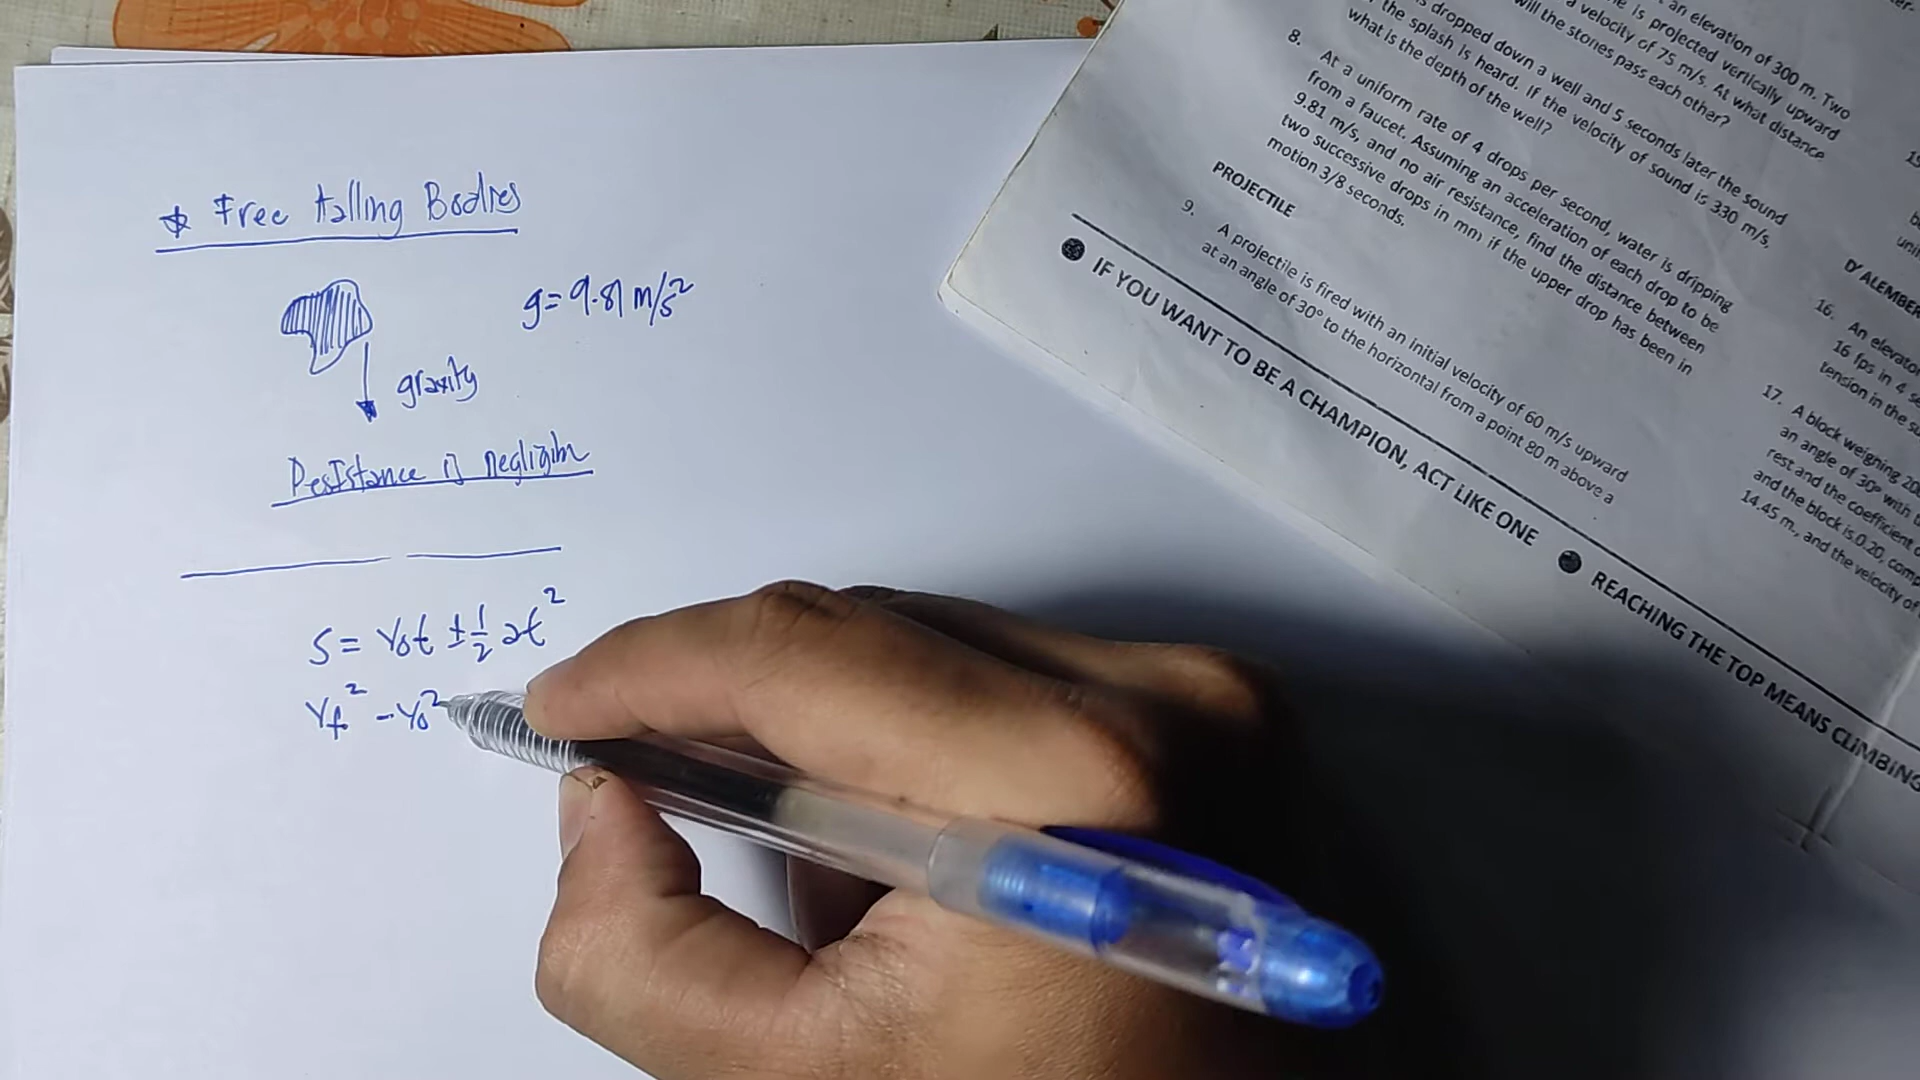 * Free falling Bodies
g = 9.81 m/s²
gravity
Resistance is negligible
S = V₀t ± ½ at²
Vf² - V₀²
an elevation of 300 m. Two
is projected vertically upward
velocity of 75 m/s. At what distance
will the stones pass each other?
dropped down a well and 5 seconds later the sound
the splash is heard. If the velocity of sound is 330 m/s,
what is the depth of the well?
8. At a uniform rate of 4 drops per second, water is dripping
from a faucet. Assuming an acceleration of each drop to be
9.81 m/s, and no air resistance, find the distance between
two successive drops in mm if the upper drop has been in
motion 3/8 seconds.
PROJECTILE
9. A projectile is fired with an initial velocity of 60 m/s upward
at an angle of 30° to the horizontal from a point 80 m above a
● IF YOU WANT TO BE A CHAMPION, ACT LIKE ONE ● REACHING THE TOP MEANS CLIMBING
D'ALEMBER
16. An elevato
16 fps in 4 se
tension in the su
17. A block weighing 20
an angle of 30° with
rest and the coefficient
and the block is 0.20, comp
14.45 m., and the velocity of